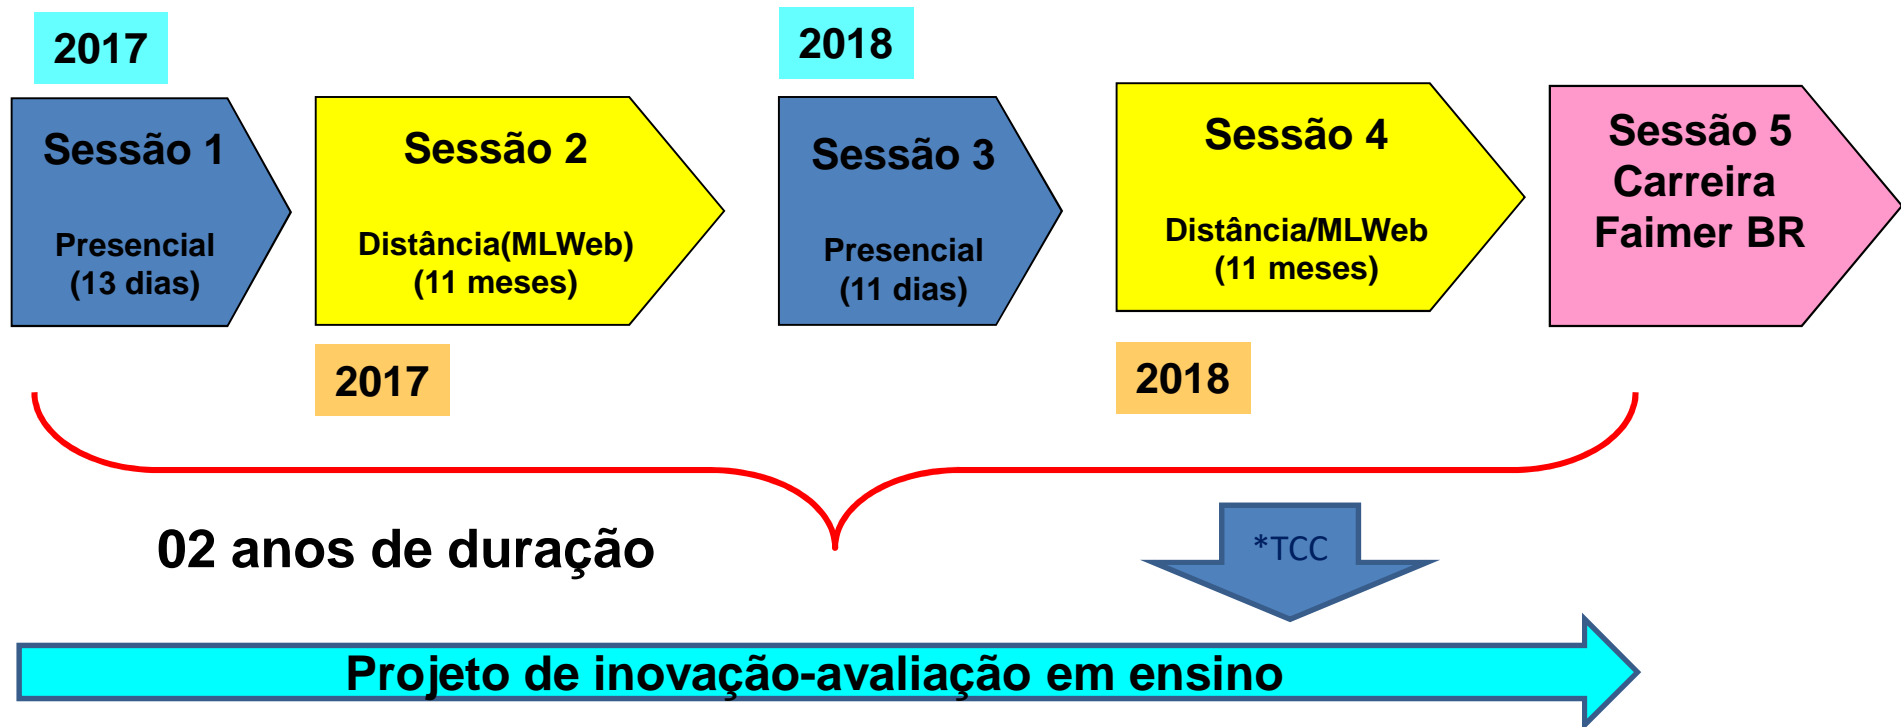 2017
2018
Sessão 1
Presencial
(13 dias)
Sessão 2
Distância(MLWeb)
(11 meses)
Sessão 3
Presencial
(11 dias)
Sessão 4
Distância/MLWeb
(11 meses)
Sessão 5
Carreira
Faimer BR
2017
2018
02 anos de duração
*TCC
Projeto de inovação-avaliação em ensino